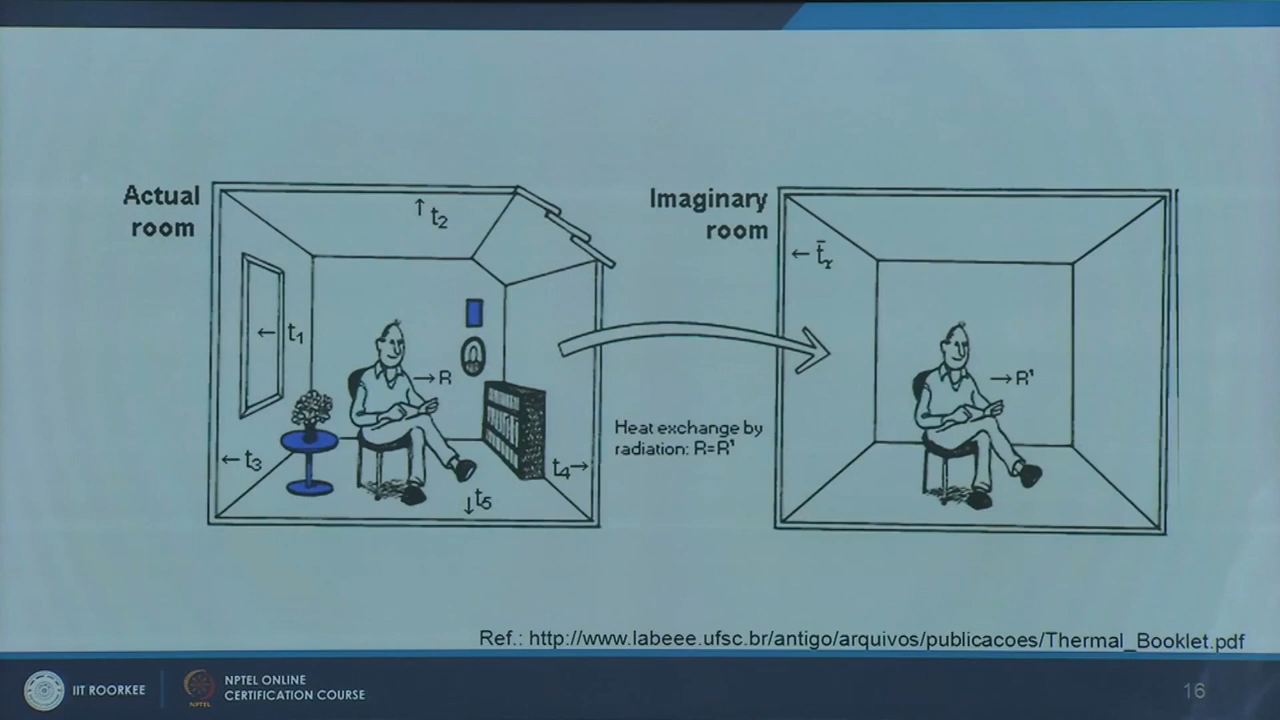 Actual
room
↑ t₂
← t₁
→ R
← t₃
t₄ →
↓ t₅
Imaginary
room
← t̄ᵣ
→ R'
Heat exchange by
radiation: R=R'
Ref.: http://www.labeee.ufsc.br/antigo/arquivos/publicacoes/Thermal_Booklet.pdf
IIT ROORKEE
NPTEL
NPTEL ONLINE
CERTIFICATION COURSE
16